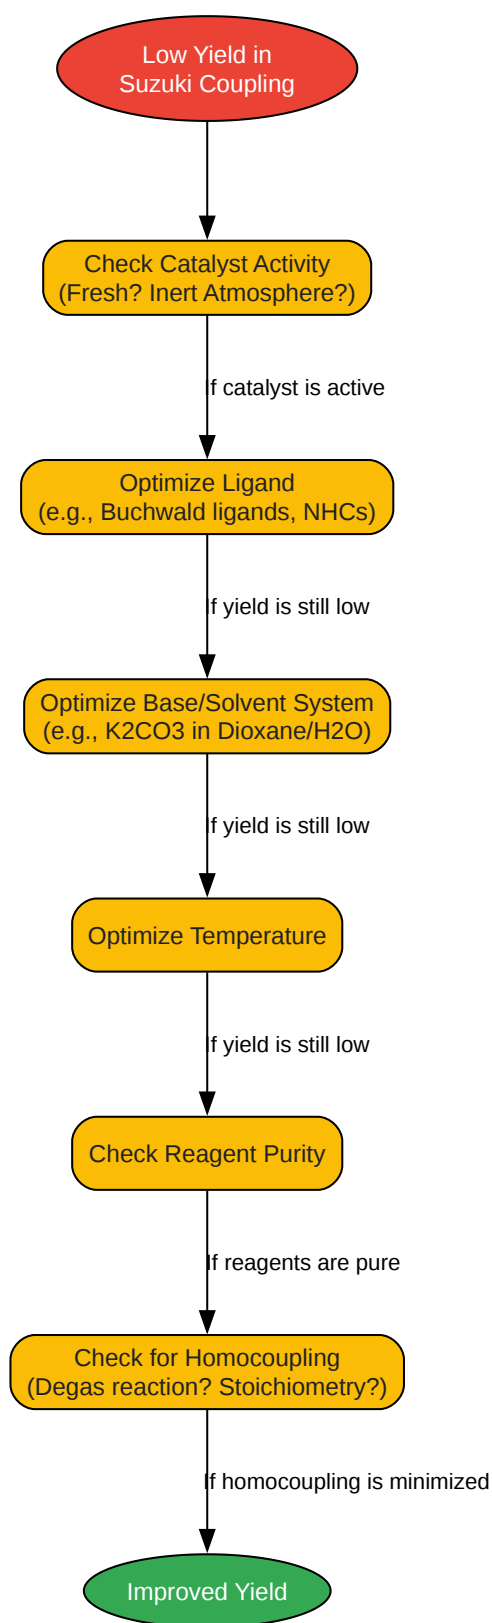 Low Yield in
Suzuki Coupling
Check Catalyst Activity
(Fresh? Inert Atmosphere?)
If catalyst is active
Optimize Ligand
(e.g., Buchwald ligands, NHCs)
If yield is still low
Optimize Base/Solvent System
(e.g., K2CO3 in Dioxane/H2O)
If yield is still low
Optimize Temperature
If yield is still low
Check Reagent Purity
If reagents are pure
Check for Homocoupling
(Degas reaction? Stoichiometry?)
If homocoupling is minimized
Improved Yield